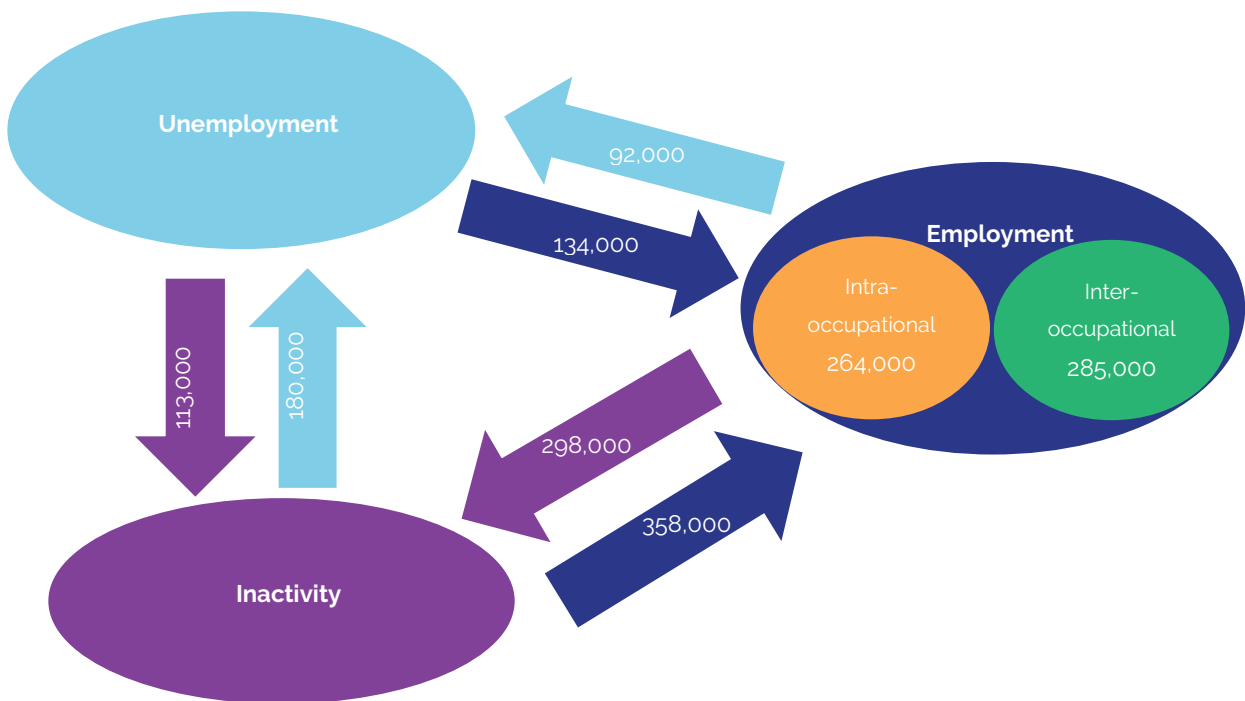 Unemployment
92,000
134,000
Employment
Intra-
occupational
264,000
Inter-
occupational
285,000
113,000
180,000
298,000
358,000
Inactivity